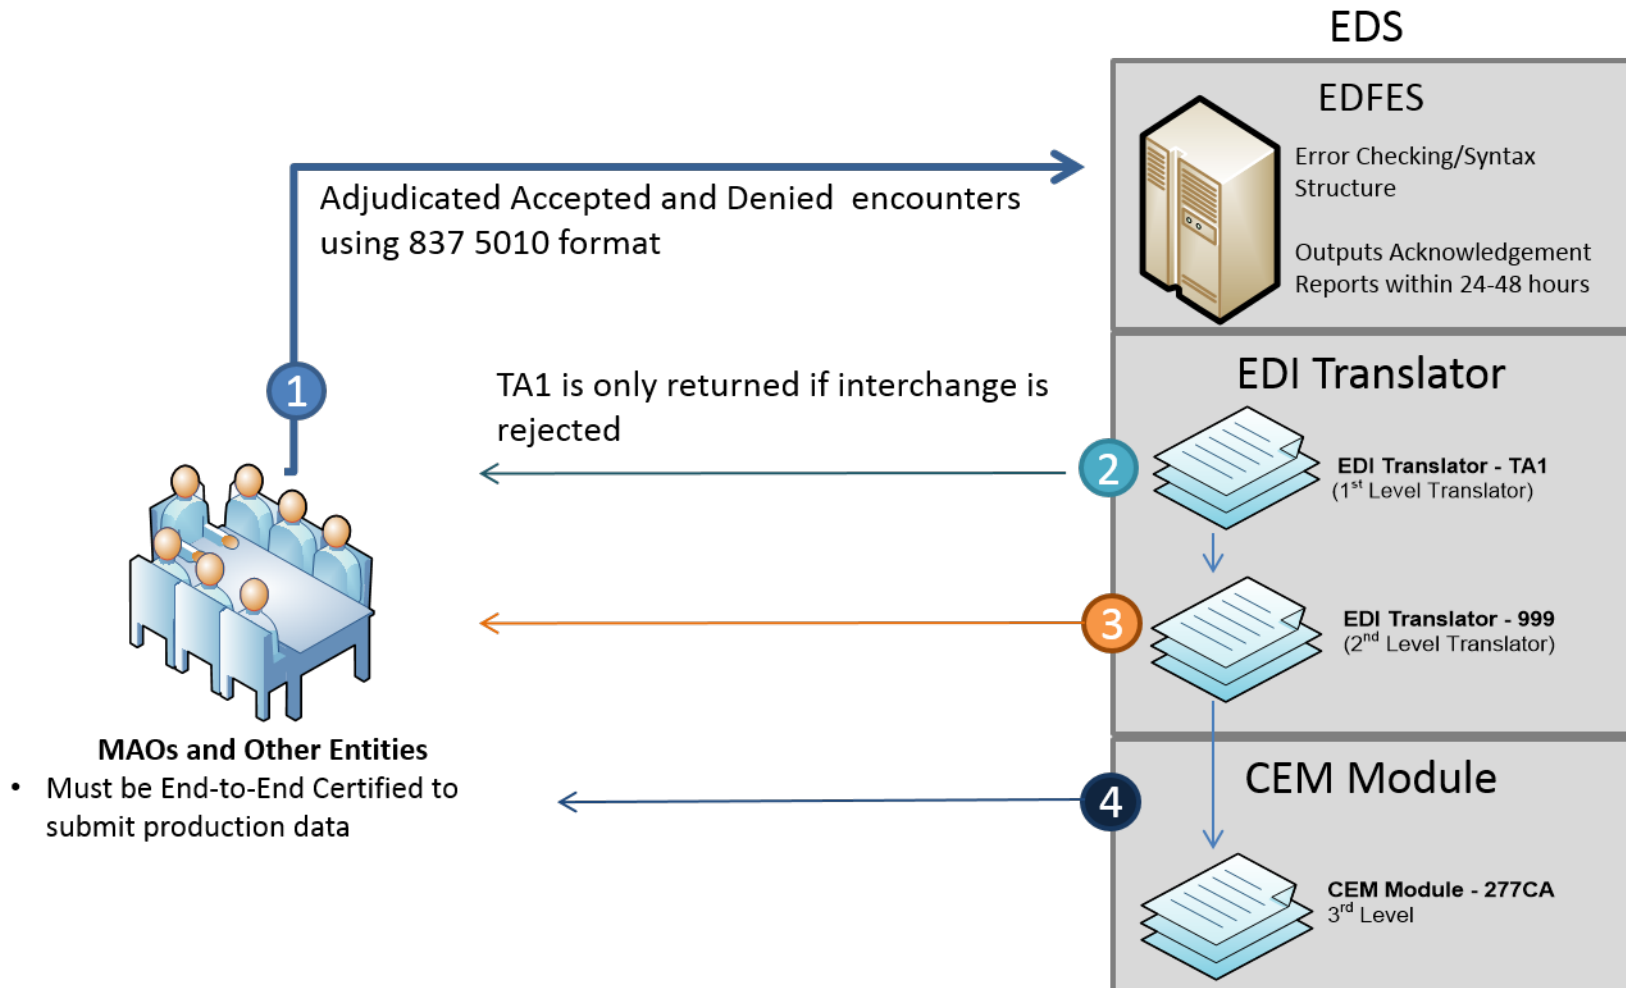 EDS
EDFES
Error Checking/Syntax
Structure
Outputs Acknowledgement
Reports within 24-48 hours
Adjudicated Accepted and Denied  encounters
using 837 5010 format
1
EDI Translator
TA1 is only returned if interchange is
rejected
2
EDI Translator - TA1
(1st Level Translator)
3
EDI Translator - 999
(2nd Level Translator)
MAOs and Other Entities
• Must be End-to-End Certified to
submit production data
CEM Module
4
CEM Module - 277CA
3rd Level